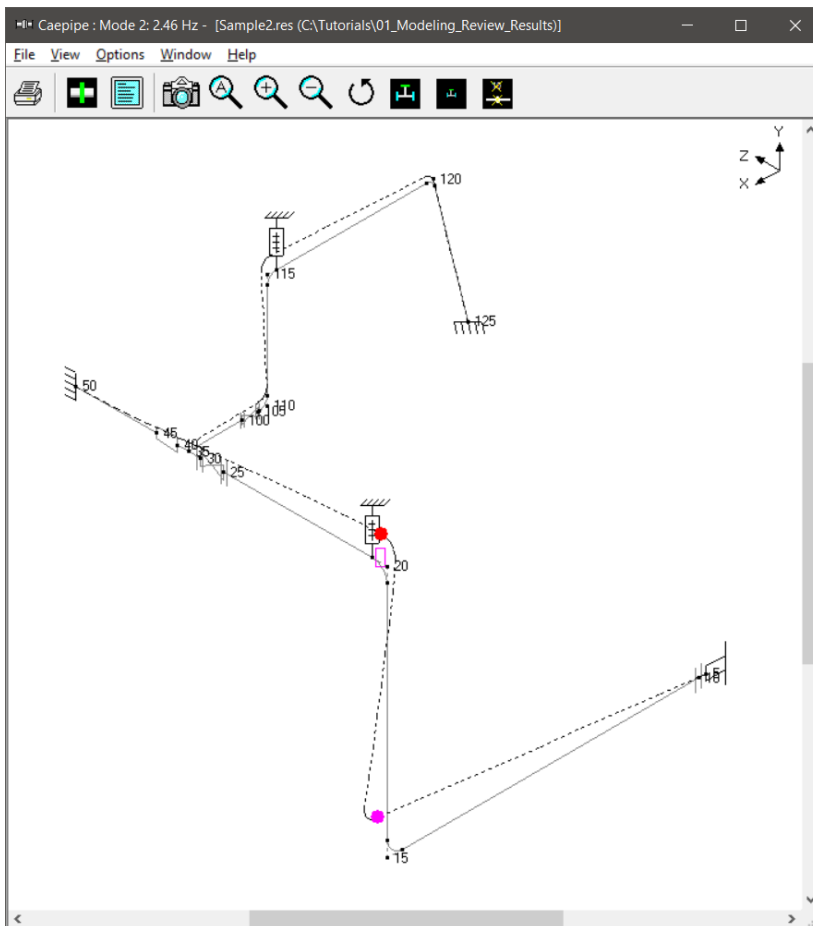 Caepipe : Mode 2: 2.46 Hz - [Sample2.res (C:\Tutorials\01_Modeling_Review_Results)]
File View Options Window Help
A
Y
Z
X
120
115
125
50
110
05
100
45
40
35
30
25
20
15